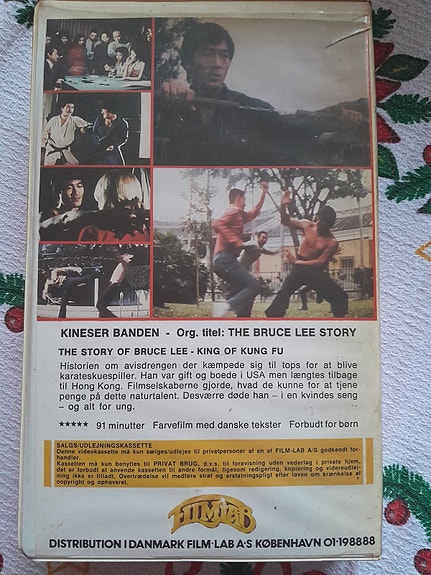 KINESER BANDEN - Org. titel: THE BRUCE LEE STORY
THE STORY OF BRUCE LEE - KING OF KUNG FU
Historien om avisdrengen der kæmpede sig til tops for at blive
karateskuespiller. Han var gift og boede i USA men længtes tilbage
til Hong Kong. Filmselskaberne gjorde, hvad de kunne for at tjene
penge på dette naturtalent. Desværre døde han – i en kvindes seng
– og alt for ung.
***** 91 minutter Farvefilm med danske tekster Forbudt for børn
SALGS/UDLEJNINGSKASSETTE
Denne videokassette må kun sælges/udlejes til privatpersoner af en af FILM-LAB A/S godkendt for-
handler.
Kassetten må kun benyttes til PRIVAT BRUG, d.v.s. til forevisning uden vederlag i private hjem,
det er forbudt at anvende kassetten til andre formål, ligesom redigering, kopiering og videreudlej-
ning ikke er tilladt. Overtrædelse vil medføre straf og erstatningspligt efter loven om krænkelse af
copyright og ophavsret.
FILMLAB
DISTRIBUTION I DANMARK FILM-LAB A·S KØBENHAVN 01-198888